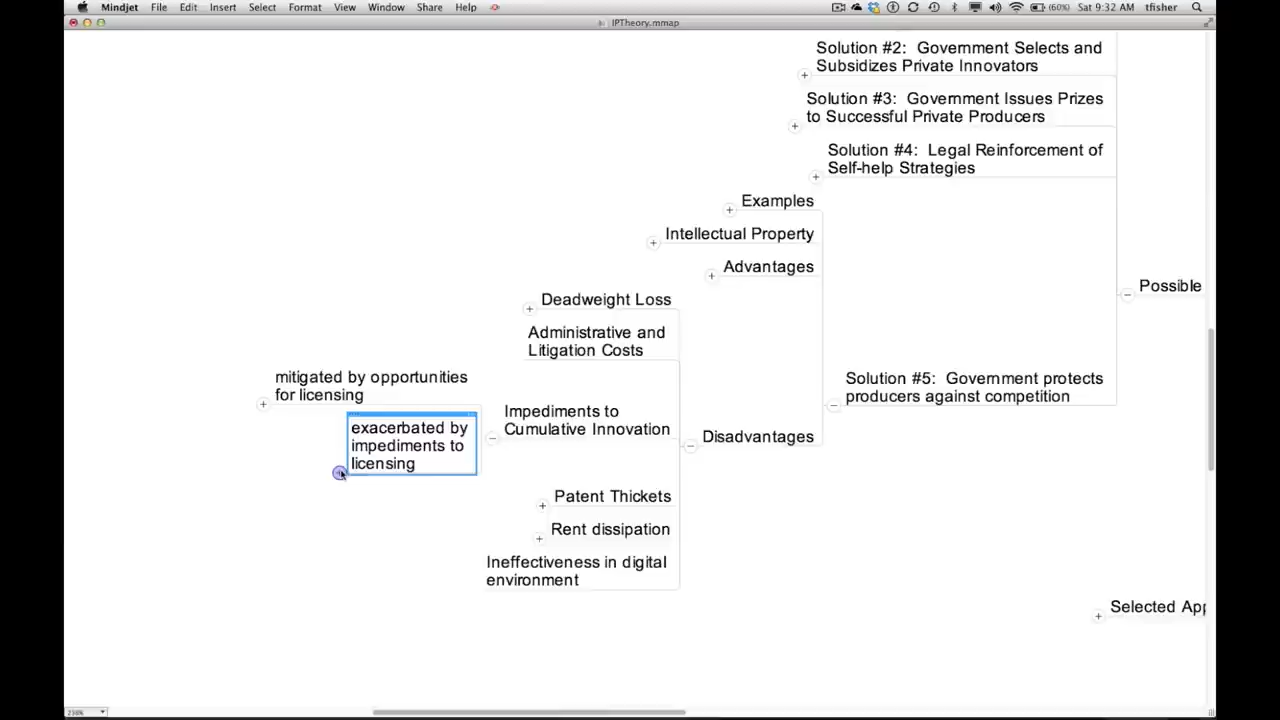 Mindjet File Edit Insert Select Format View Window Share Help (60%) Sat 9:32 AM tfisher
IPTheory.mmap
Solution #2: Government Selects and
Subsidizes Private Innovators
Solution #3: Government Issues Prizes
to Successful Private Producers
Solution #4: Legal Reinforcement of
Self-help Strategies
Examples
Intellectual Property
Advantages
Possible
Deadweight Loss
Administrative and
Litigation Costs
mitigated by opportunities
for licensing
Solution #5: Government protects
producers against competition
Impediments to
Cumulative Innovation
exacerbated by
impediments to
licensing
Disadvantages
Patent Thickets
Rent dissipation
Ineffectiveness in digital
environment
Selected App
238%